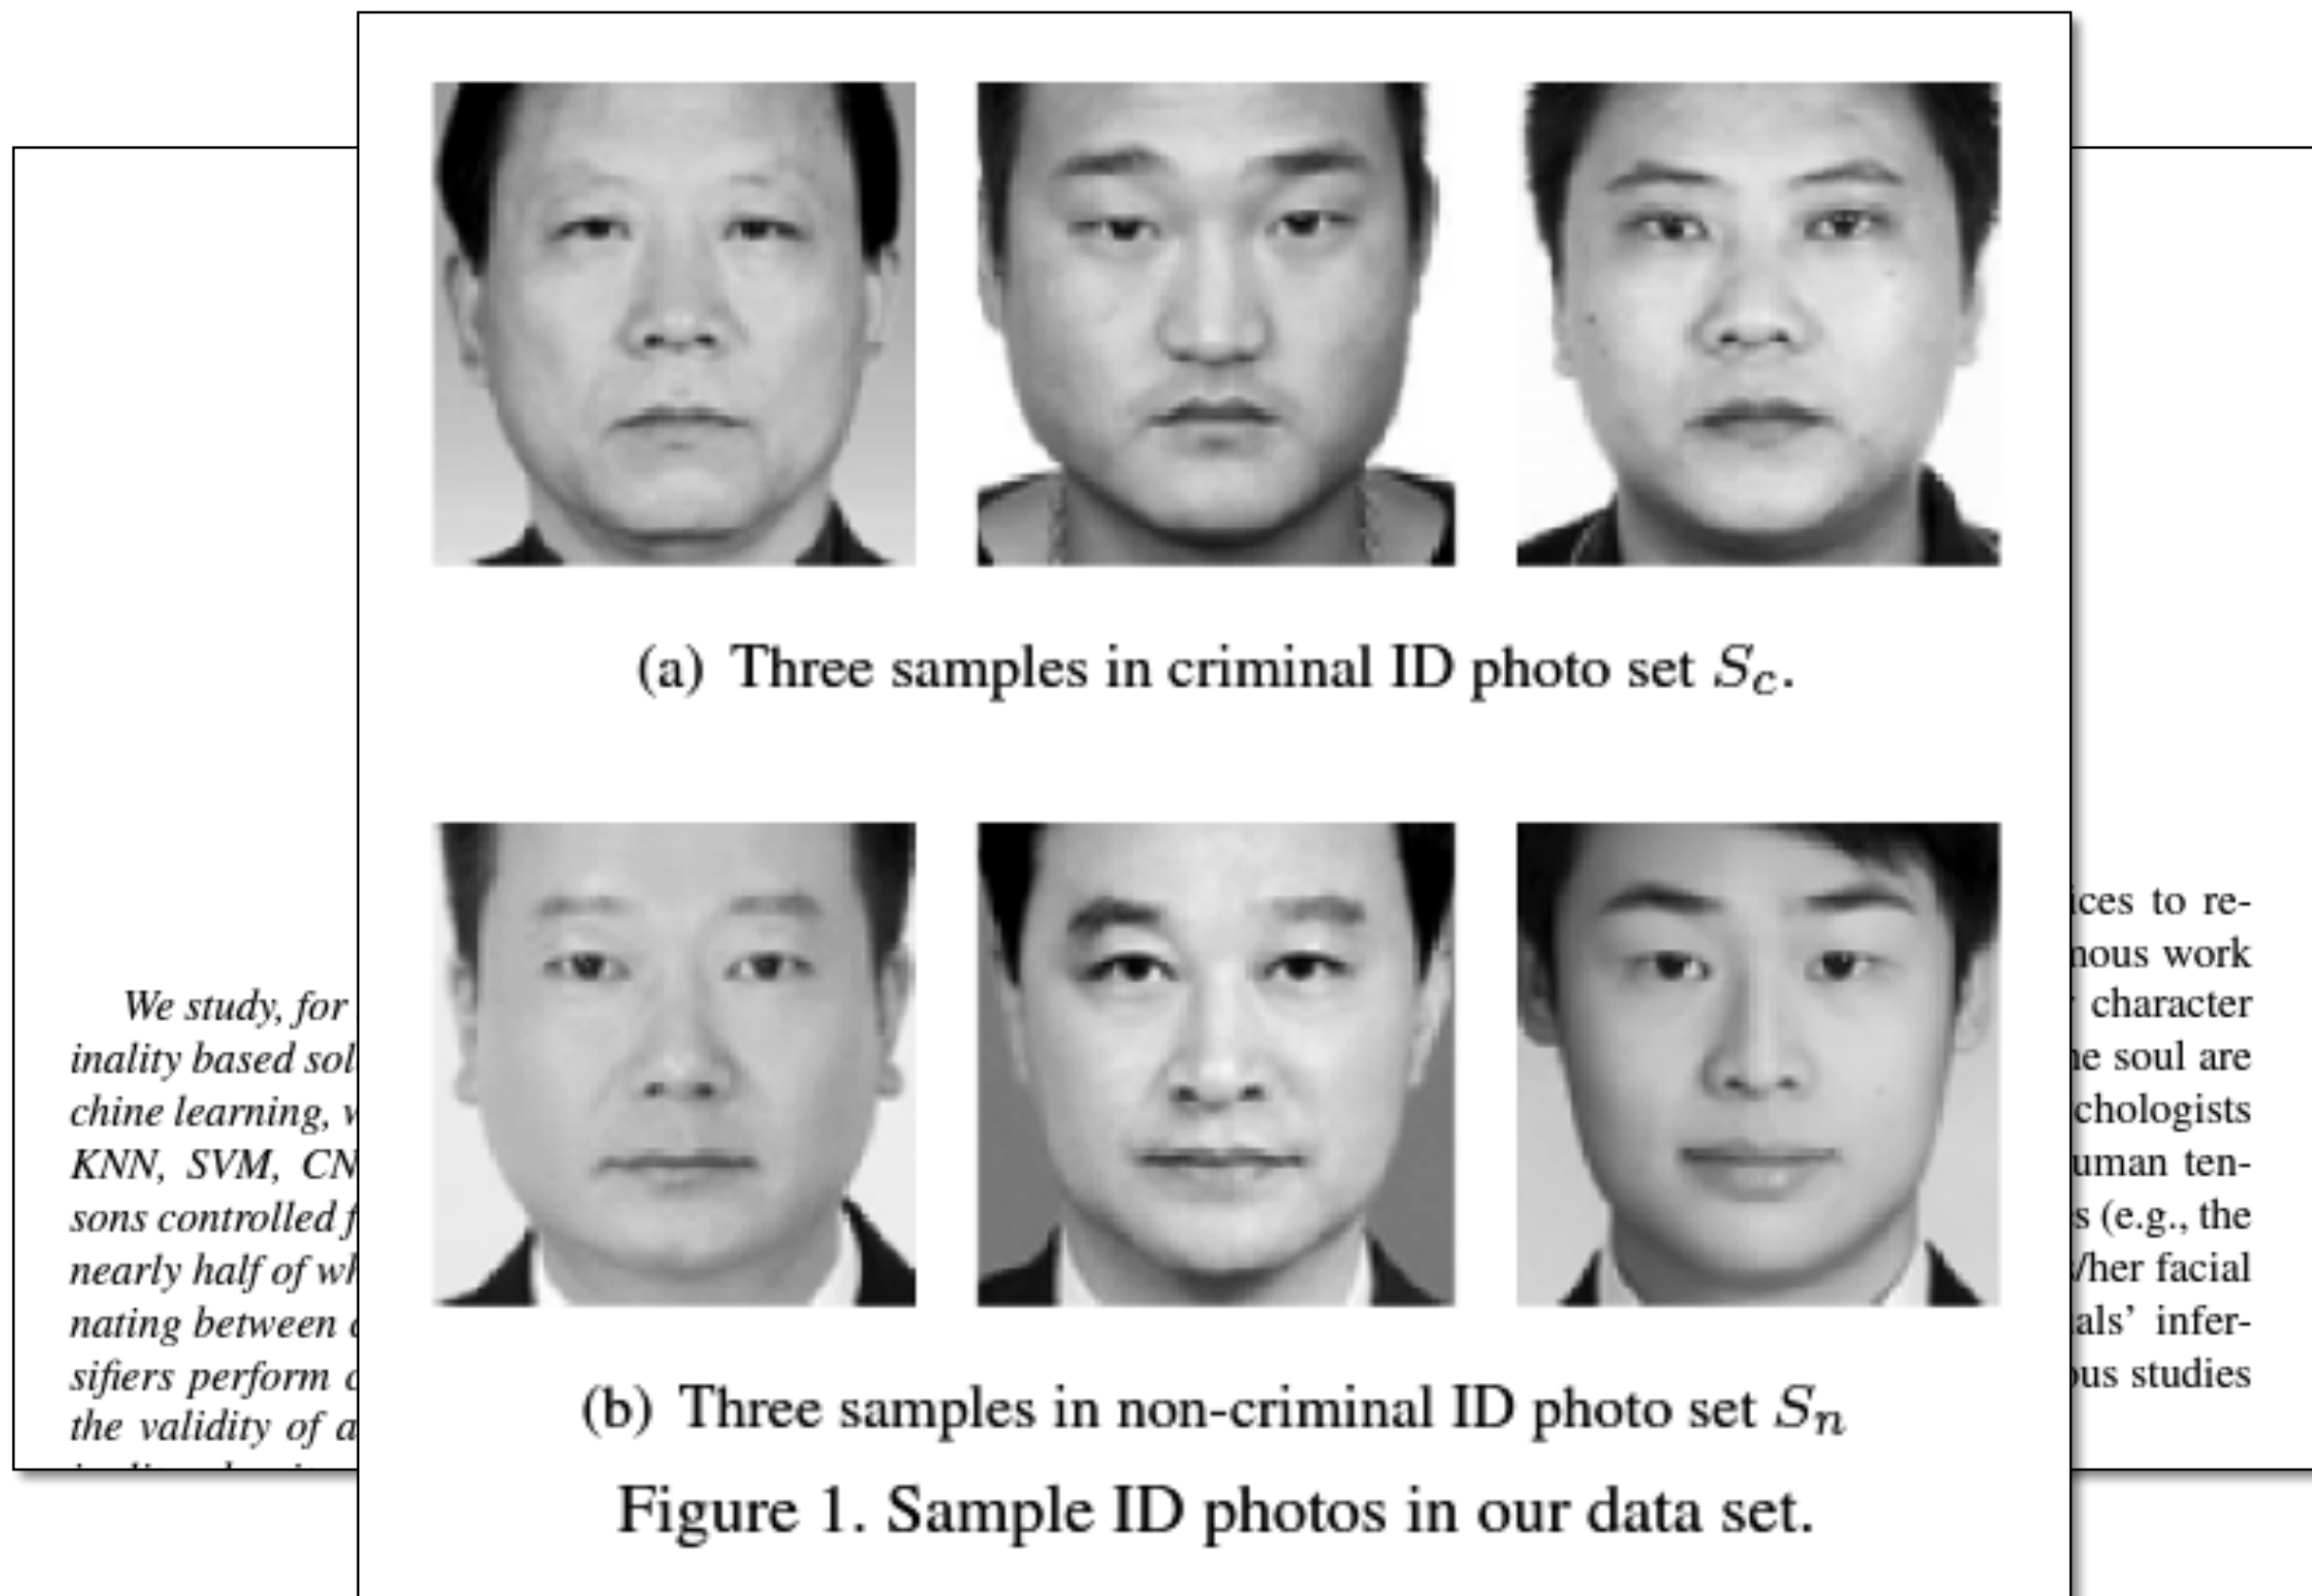 We study, for
inality based sol
chine learning, w
KNN, SVM, CN
sons controlled f
nearly half of wh
nating between c
sifiers perform c
the validity of a
(a) Three samples in criminal ID photo set Sc.
(b) Three samples in non-criminal ID photo set Sn
Figure 1. Sample ID photos in our data set.
ices to re-
nous work
character
ne soul are
chologists
uman ten-
s (e.g., the
/her facial
als' infer-
ous studies